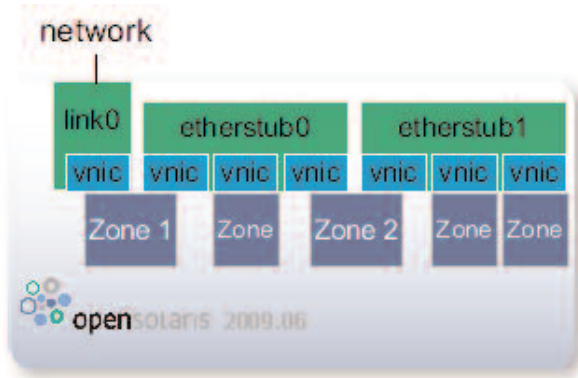 network
link0 etherstub0 etherstub1
vnic vnic vnic vnic vnic vnic vnic
Zone 1 Zone Zone 2 Zone Zone
opensolaris 2009.06